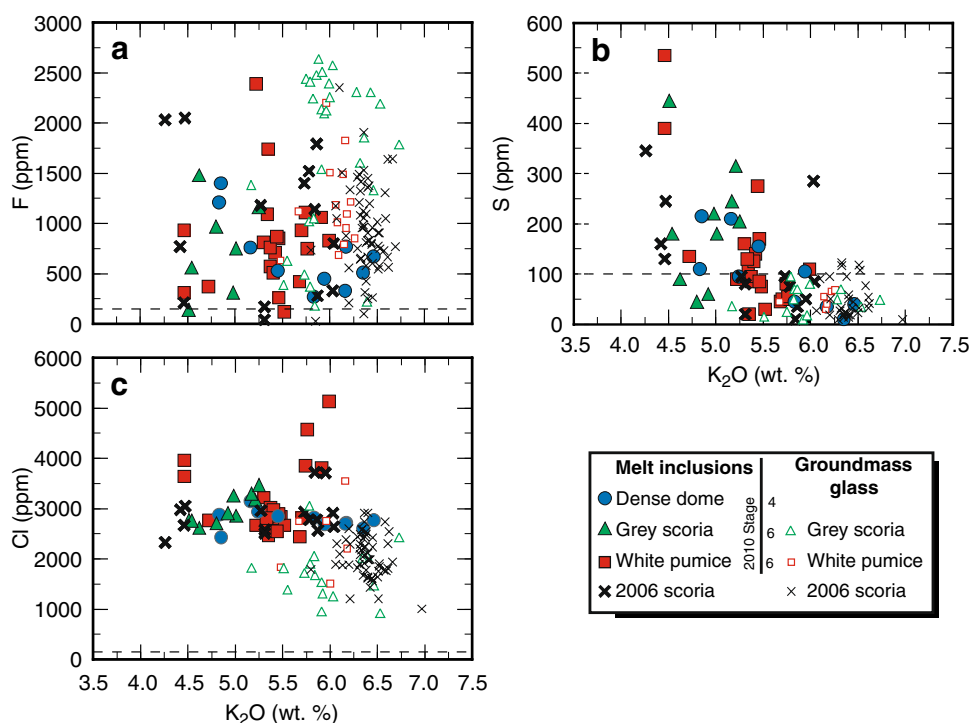 a
F (ppm)
3000
2500
2000
1500
1000
500
0
b
S (ppm)
600
500
400
300
200
100
0
3.5 4.0 4.5 5.0 5.5 6.0 6.5 7.0 7.5
K2O (wt. %)
c
Cl (ppm)
6000
5000
4000
3000
2000
1000
0
3.5 4.0 4.5 5.0 5.5 6.0 6.5 7.0 7.5
K2O (wt. %)
Melt inclusions
Groundmass glass
2010 Stage
Dense dome 4
Grey scoria 6 Grey scoria
White pumice 6 White pumice
2006 scoria 2006 scoria